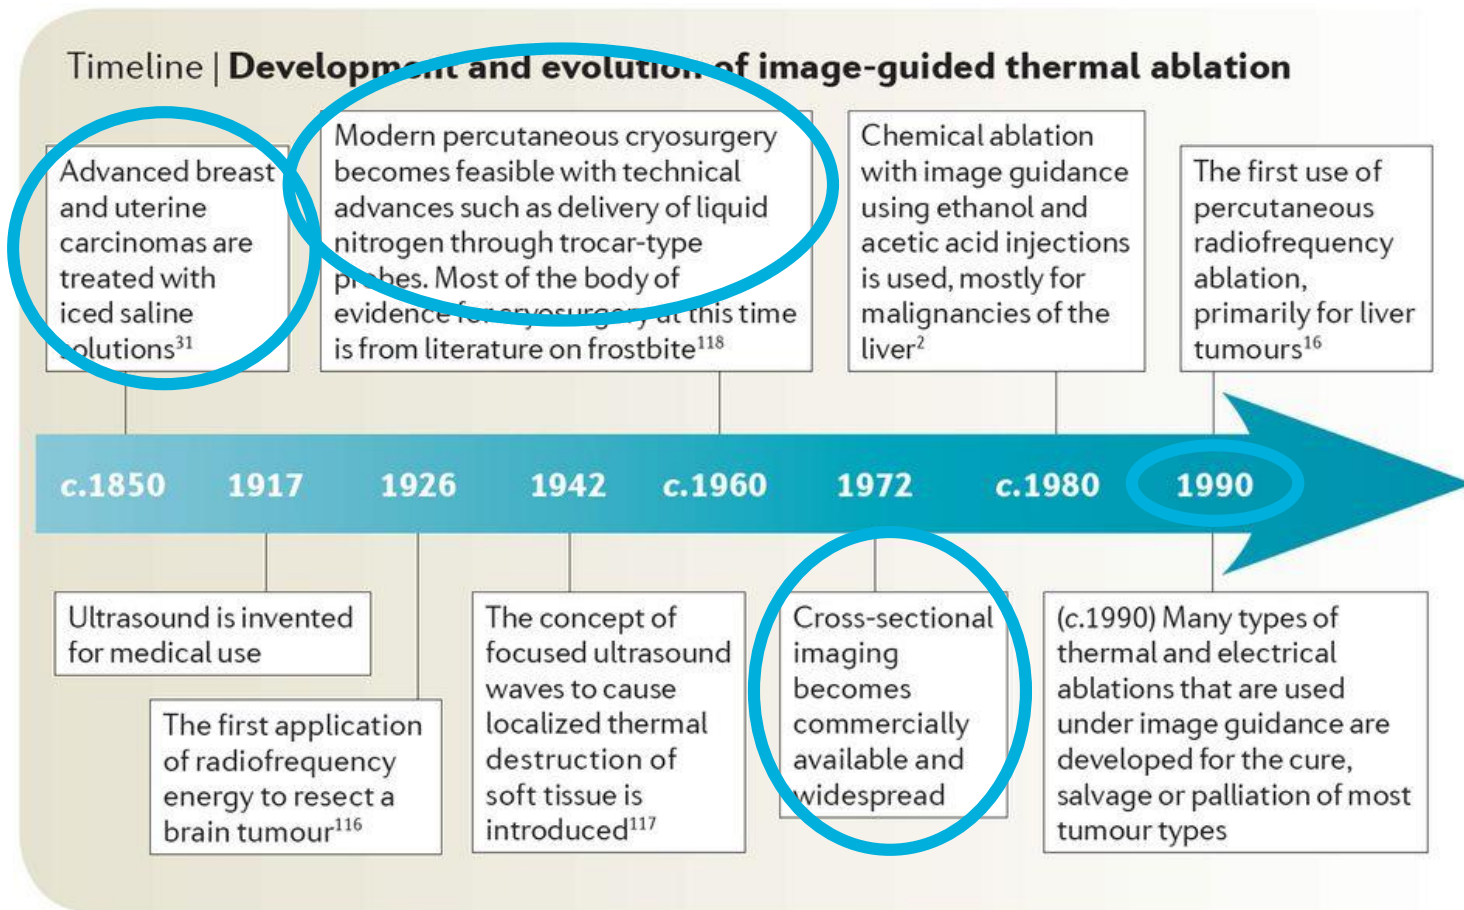 Timeline | Development and evolution of image-guided thermal ablation
Advanced breast
and uterine
carcinomas are
treated with
iced saline
solutions31
Modern percutaneous cryosurgery
becomes feasible with technical
advances such as delivery of liquid
nitrogen through trocar-type
probes. Most of the body of
evidence for cryosurgery at this time
is from literature on frostbite118
Chemical ablation
with image guidance
using ethanol and
acetic acid injections
is used, mostly for
malignancies of the
liver2
The first use of
percutaneous
radiofrequency
ablation,
primarily for liver
tumours16
c.1850 1917 1926 1942 c.1960 1972 c.1980 1990
Ultrasound is invented
for medical use
The first application
of radiofrequency
energy to resect a
brain tumour116
The concept of
focused ultrasound
waves to cause
localized thermal
destruction of
soft tissue is
introduced117
Cross-sectional
imaging
becomes
commercially
available and
widespread
(c.1990) Many types of
thermal and electrical
ablations that are used
under image guidance are
developed for the cure,
salvage or palliation of most
tumour types